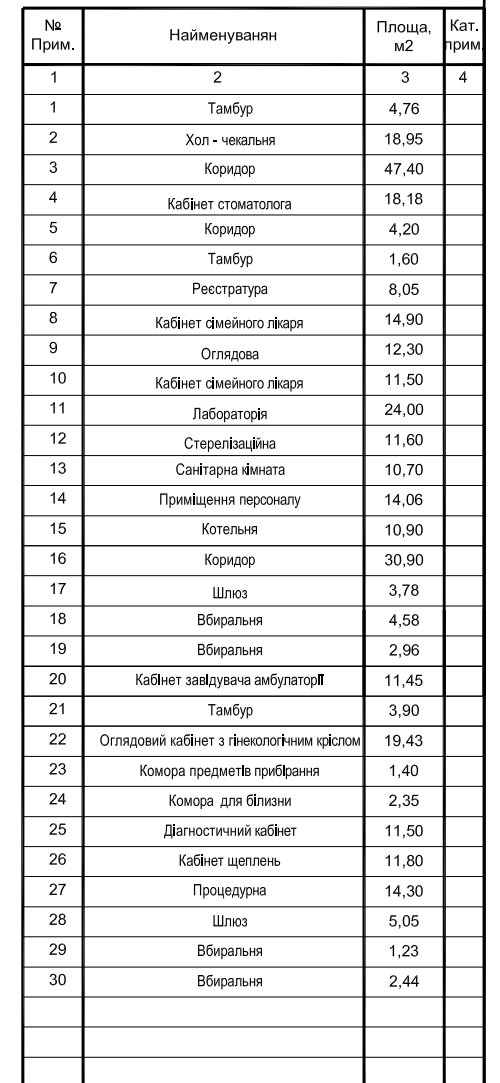 № Прим. Найменуванян Площа, м2 Кат. прим.
1 2 3 4
1 Тамбур 4,76
2 Хол - чекальня 18,95
3 Коридор 47,40
4 Кабінет стоматолога 18,18
5 Коридор 4,20
6 Тамбур 1,60
7 Реєстратура 8,05
8 Кабінет сімейного лікаря 14,90
9 Оглядова 12,30
10 Кабінет сімейного лікаря 11,50
11 Лабораторія 24,00
12 Стерелізаційна 11,60
13 Санітарна кімната 10,70
14 Приміщення персоналу 14,06
15 Котельня 10,90
16 Коридор 30,90
17 Шлюз 3,78
18 Вбиральня 4,58
19 Вбиральня 2,96
20 Кабінет завідувача амбулаторії 11,45
21 Тамбур 3,90
22 Оглядовий кабінет з гінекологічним кріслом 19,43
23 Комора предметів прибірання 1,40
24 Комора для білизни 2,35
25 Діагностичний кабінет 11,50
26 Кабінет щеплень 11,80
27 Процедурна 14,30
28 Шлюз 5,05
29 Вбиральня 1,23
30 Вбиральня 2,44